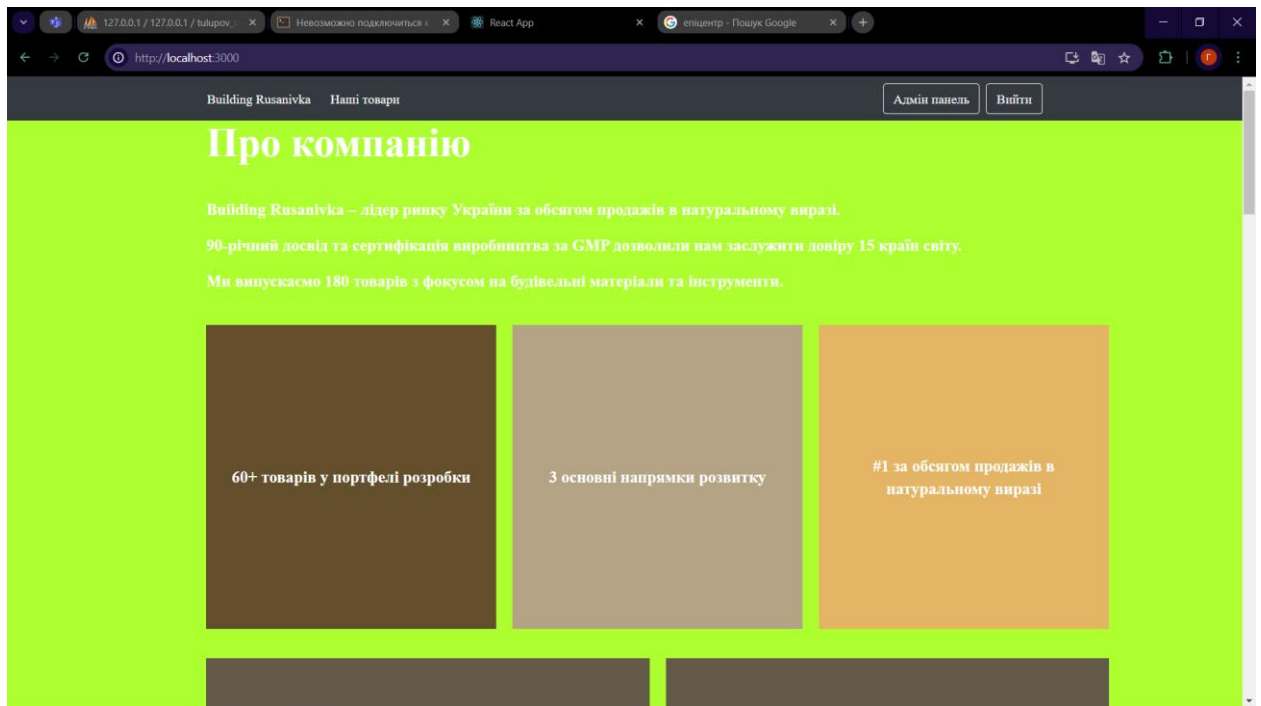 127.0.0.1 / 127.0.0.1 / tulupov_
Невозможно подключиться к
React App
епіцентр - Пошук Google
http://localhost:3000
Г
Building Rusanivka Наші товари Адмін панель Вийти
Про компанію
Building Rusanivka – лідер ринку України за обсягом продажів в натуральному виразі.
90-річний досвід та сертифікація виробництва за GMP дозволили нам заслужити довіру 15 країн світу.
Ми випускаємо 180 товарів з фокусом на будівельні матеріали та інструменти.
60+ товарів у портфелі розробки
3 основні напрямки розвитку
#1 за обсягом продажів в
натуральному виразі